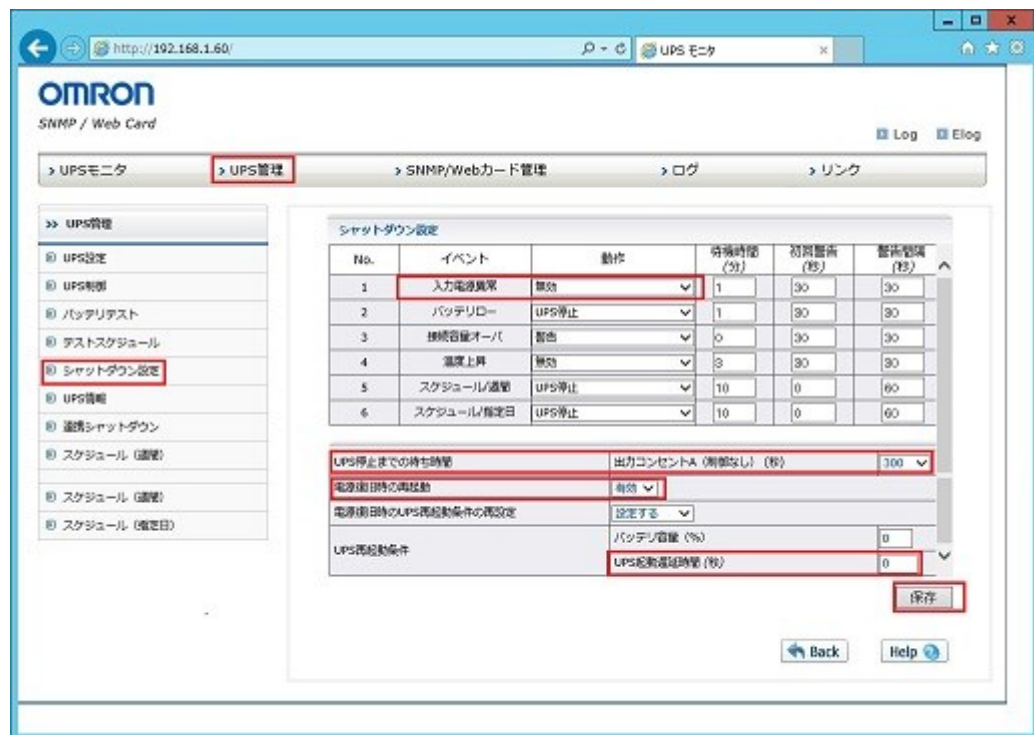 http://192.168.1.60/
UPS モニタ
OMRON
SNMP / Web Card
Log Elog
UPSモニタ UPS管理 SNMP/Webカード管理 ログ リンク
UPS管理
UPS設定
UPS制御
バッテリテスト
テストスケジュール
シャットダウン設定
UPS情報
連携シャットダウン
スケジュール (週間)
スケジュール (週間)
スケジュール (指定日)
シャットダウン設定
No. イベント 動作 待機時間 (分) 初回警告 (秒) 警告間隔 (秒)
1 入力電源異常 無効 1 30 30
2 バッテリロー UPS停止 1 30 30
3 接続容量オーバ 警告 0 30 30
4 温度上昇 無効 3 30 30
5 スケジュール/週間 UPS停止 10 0 60
6 スケジュール/指定日 UPS停止 10 0 60
UPS停止までの待ち時間 出力コンセントA (制御なし) (秒) 300
電源復旧時の再起動 有効
電源復旧時のUPS再起動条件の再設定 設定する
UPS再起動条件 バッテリ容量 (%) 0
UPS起動遅延時間 (秒) 0
保存
Back Help